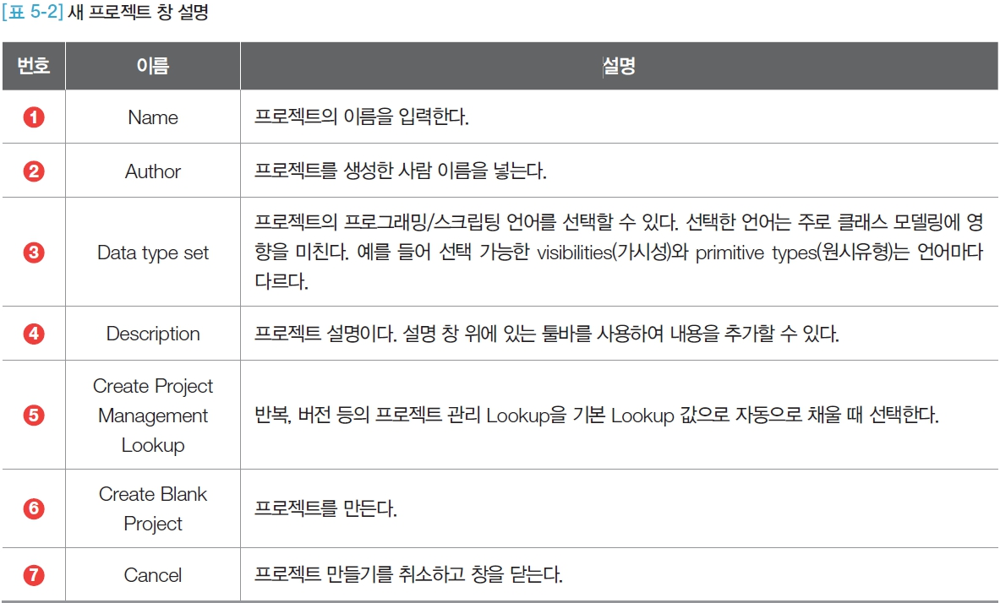 [표 5-2] 새 프로젝트 창 설명
번호 이름 설명
1 Name 프로젝트의 이름을 입력한다.
2 Author 프로젝트를 생성한 사람 이름을 넣는다.
3 Data type set 프로젝트의 프로그래밍/스크립팅 언어를 선택할 수 있다. 선택한 언어는 주로 클래스 모델링에 영
향을 미친다. 예를 들어 선택 가능한 visibilities(가시성)와 primitive types(원시유형)는 언어마다
다르다.
4 Description 프로젝트 설명이다. 설명 창 위에 있는 툴바를 사용하여 내용을 추가할 수 있다.
5 Create Project
Management
Lookup
반복, 버전 등의 프로젝트 관리 Lookup을 기본 Lookup 값으로 자동으로 채울 때 선택한다.
6 Create Blank
Project
프로젝트를 만든다.
7 Cancel 프로젝트 만들기를 취소하고 창을 닫는다.